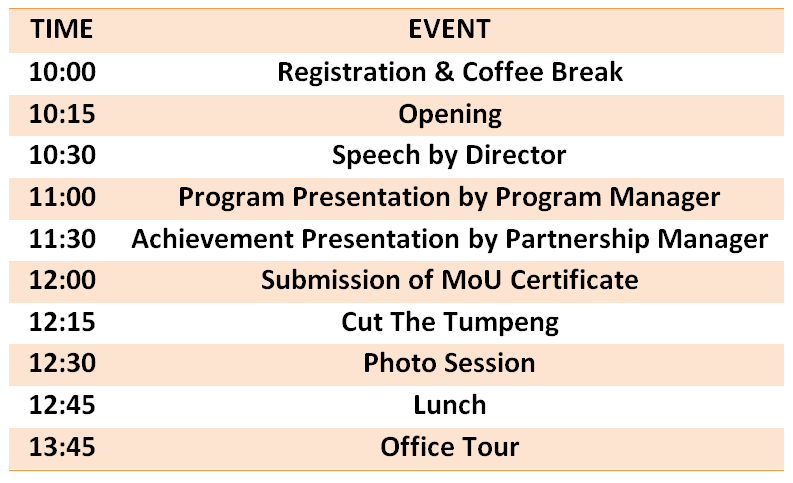 TIME EVENT
10:00 Registration & Coffee Break
10:15 Opening
10:30 Speech by Director
11:00 Program Presentation by Program Manager
11:30 Achievement Presentation by Partnership Manager
12:00 Submission of MoU Certificate
12:15 Cut The Tumpeng
12:30 Photo Session
12:45 Lunch
13:45 Office Tour